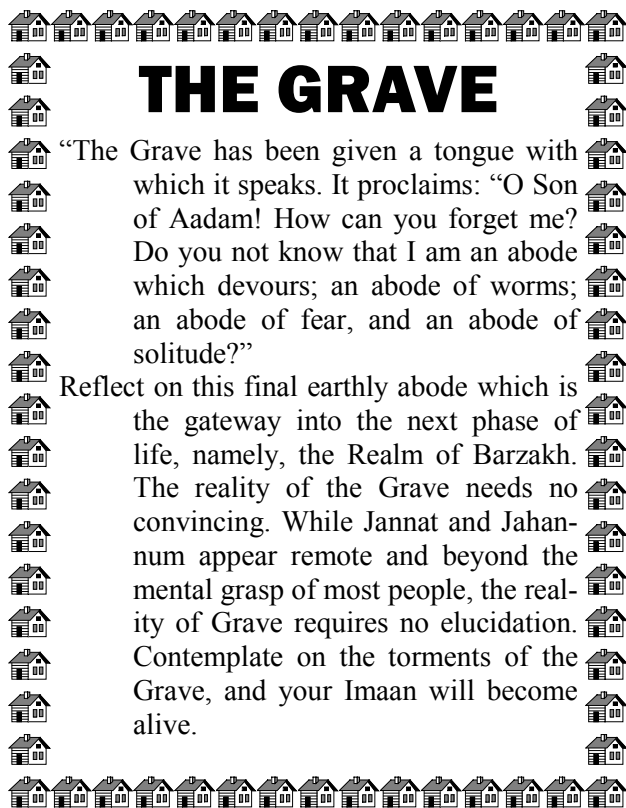 THE GRAVE
“The Grave has been given a tongue with
which it speaks. It proclaims: “O Son
of Aadam! How can you forget me?
Do you not know that I am an abode
which devours; an abode of worms;
an abode of fear, and an abode of
solitude?”
Reflect on this final earthly abode which is
the gateway into the next phase of
life, namely, the Realm of Barzakh.
The reality of the Grave needs no
convincing. While Jannat and Jahan-
num appear remote and beyond the
mental grasp of most people, the real-
ity of Grave requires no elucidation.
Contemplate on the torments of the
Grave, and your Imaan will become
alive.